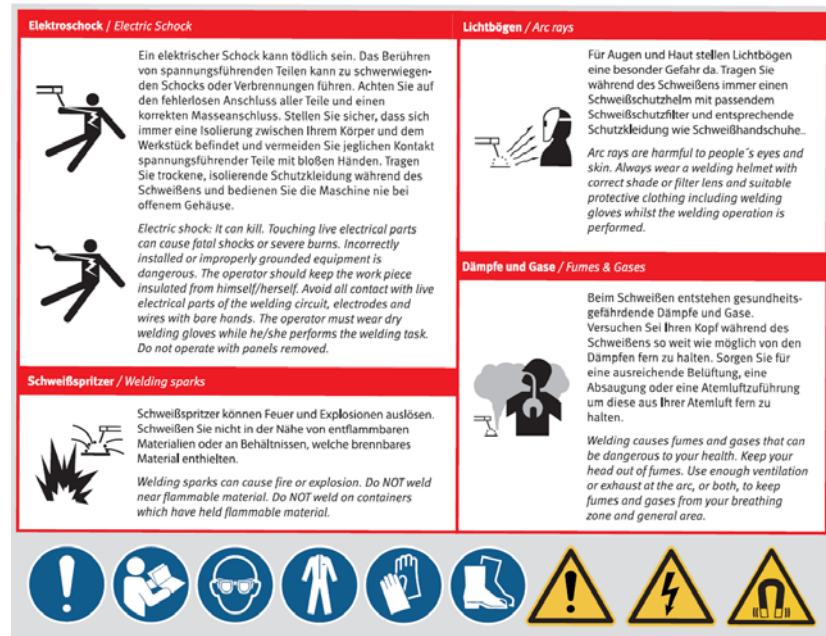 Elektroschock / Electric Schock
Ein elektrischer Schock kann tödlich sein. Das Berühren
von spannungsführenden Teilen kann zu schwerwiegen-
den Schocks oder Verbrennungen führen. Achten Sie auf
den fehlerlosen Anschluss aller Teile und einen
korrekten Masseanschluss. Stellen Sie sicher, dass sich
immer eine Isolierung zwischen Ihrem Körper und dem
Werkstück befindet und vermeiden Sie jeglichen Kontakt
spannungsführender Teile mit bloßen Händen. Tragen
Sie trockene, isolierende Schutzkleidung während des
Schweißens und bedienen Sie die Maschine nie bei
offenem Gehäuse.
Electric shock: It can kill. Touching live electrical parts
can cause fatal shocks or severe burns. Incorrectly
installed or improperly grounded equipment is
dangerous. The operator should keep the work piece
insulated from himself/herself. Avoid all contact with live
electrical parts of the welding circuit, electrodes and
wires with bare hands. The operator must wear dry
welding gloves while he/she performs the welding task.
Do not operate with panels removed.
Schweißspritzer / Welding sparks
Schweißspritzer können Feuer und Explosionen auslösen.
Schweißen Sie nicht in der Nähe von entflammbaren
Materialien oder an Behältnissen, welche brennbares
Material enthielten.
Welding sparks can cause fire or explosion. Do NOT weld
near flammable material. Do NOT weld on containers
which have held flammable material.
Lichtbögen / Arc rays
Für Augen und Haut stellen Lichtbögen
eine besonder Gefahr da. Tragen Sie
während des Schweißens immer einen
Schweißschutzhelm mit passendem
Schweißschutzfilter und entsprechende
Schutzkleidung wie Schweißhandschuhe..
Arc rays are harmful to people´s eyes and
skin. Always wear a welding helmet with
correct shade or filter lens and suitable
protective clothing including welding
gloves whilst the welding operation is
performed.
Dämpfe und Gase / Fumes & Gases
Beim Schweißen entstehen gesundheits-
gefährdende Dämpfe und Gase.
Versuchen Sei Ihren Kopf während des
Schweißens so weit wie möglich von den
Dämpfen fern zu halten. Sorgen Sie für
eine ausreichende Belüftung, eine
Absaugung oder eine Atemluftzuführung
um diese aus Ihrer Atemluft fern zu
halten.
Welding causes fumes and gases that can
be dangerous to your health. Keep your
head out of fumes. Use enough ventilation
or exhaust at the arc, or both, to keep
fumes and gases from your breathing
zone and general area.